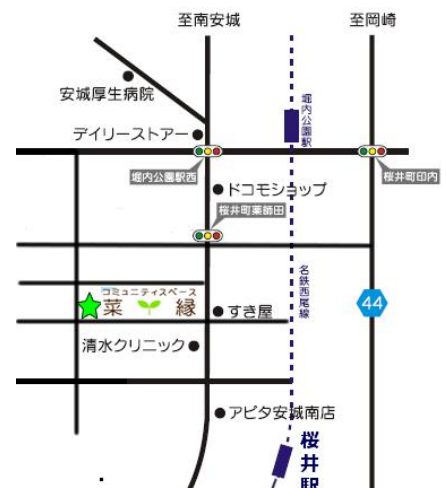 至南安城
至岡崎
安城厚生病院
堀内公園駅
デイリーストアー
堀内公園駅西
桜井町印内
ドコモショップ
桜井町薬師田
名鉄西尾線
コミュニティスペース
菜 縁
44
すき屋
清水クリニック
アピタ安城南店
桜井駅